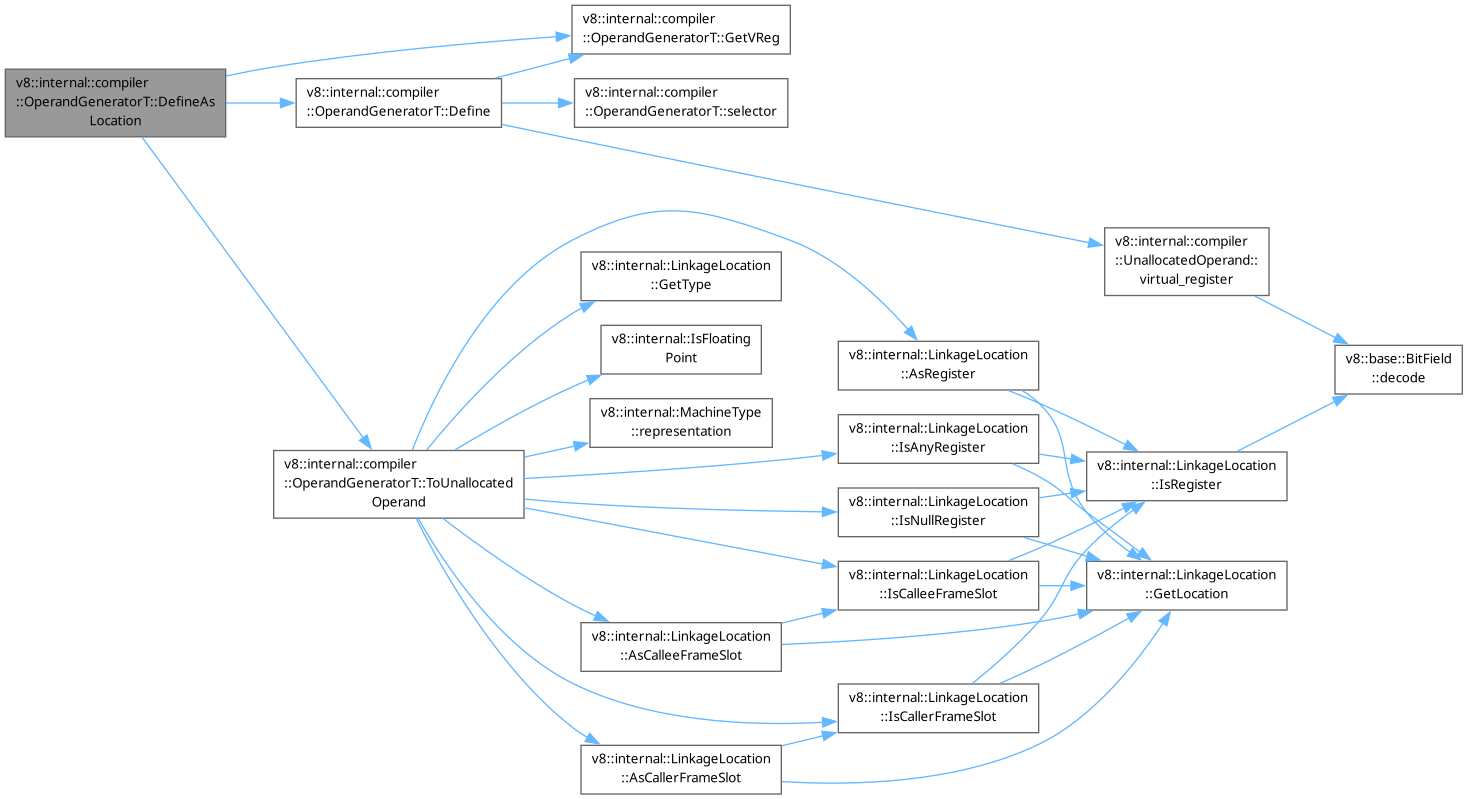 v8::internal::compiler
::OperandGeneratorT::DefineAs
Location
v8::internal::compiler
::OperandGeneratorT::GetVReg
v8::internal::compiler
::OperandGeneratorT::Define
v8::internal::compiler
::OperandGeneratorT::selector
v8::internal::compiler
::UnallocatedOperand::
virtual_register
v8::base::BitField
::decode
v8::internal::compiler
::OperandGeneratorT::ToUnallocated
Operand
v8::internal::LinkageLocation
::GetType
v8::internal::IsFloating
Point
v8::internal::MachineType
::representation
v8::internal::LinkageLocation
::AsRegister
v8::internal::LinkageLocation
::IsAnyRegister
v8::internal::LinkageLocation
::IsNullRegister
v8::internal::LinkageLocation
::IsCalleeFrameSlot
v8::internal::LinkageLocation
::AsCalleeFrameSlot
v8::internal::LinkageLocation
::IsCallerFrameSlot
v8::internal::LinkageLocation
::AsCallerFrameSlot
v8::internal::LinkageLocation
::IsRegister
v8::internal::LinkageLocation
::GetLocation